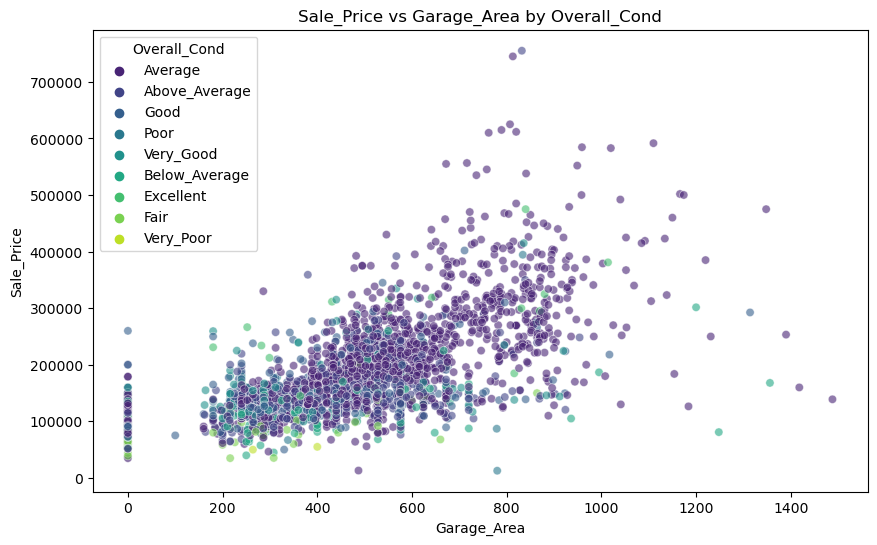 Sale_Price vs Garage_Area by Overall_Cond
Overall_Cond
Average
Above_Average
Good
Poor
Very_Good
Below_Average
Excellent
Fair
Very_Poor
700000
600000
500000
400000
300000
200000
100000
0
Sale_Price
0 200 400 600 800 1000 1200 1400
Garage_Area